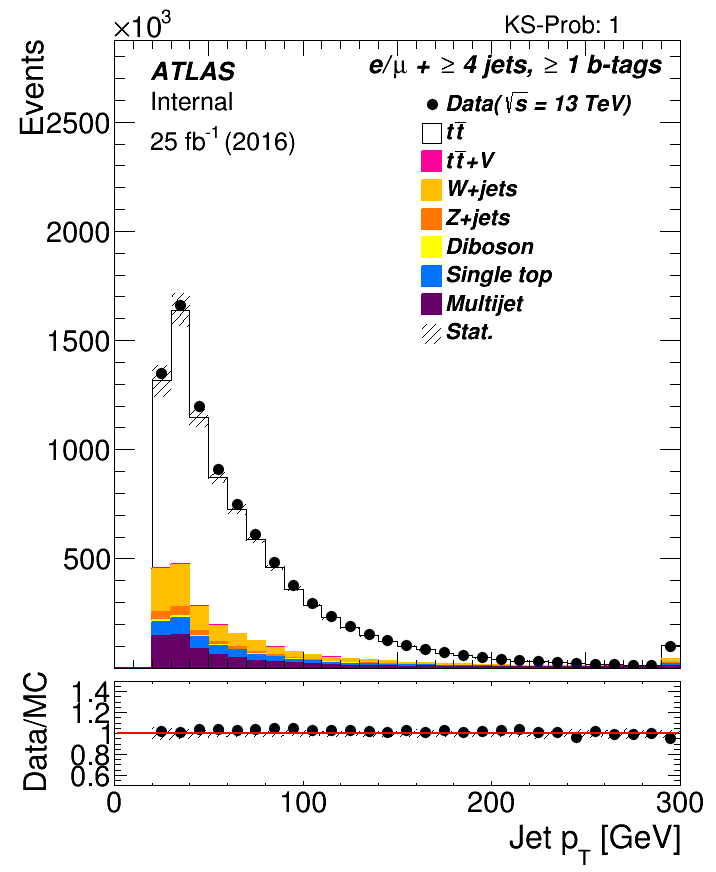 ×10³
KS-Prob: 1
Events
ATLAS
Internal
25 fb⁻¹ (2016)
e/μ + ≥ 4 jets, ≥ 1 b-tags
Data(√s = 13 TeV)
tt̅
tt̅+V
W+jets
Z+jets
Diboson
Single top
Multijet
Stat.
2500
2000
1500
1000
500
Data/MC
1.4
1.2
1
0.8
0.6
0
100
200
300
Jet p_T [GeV]